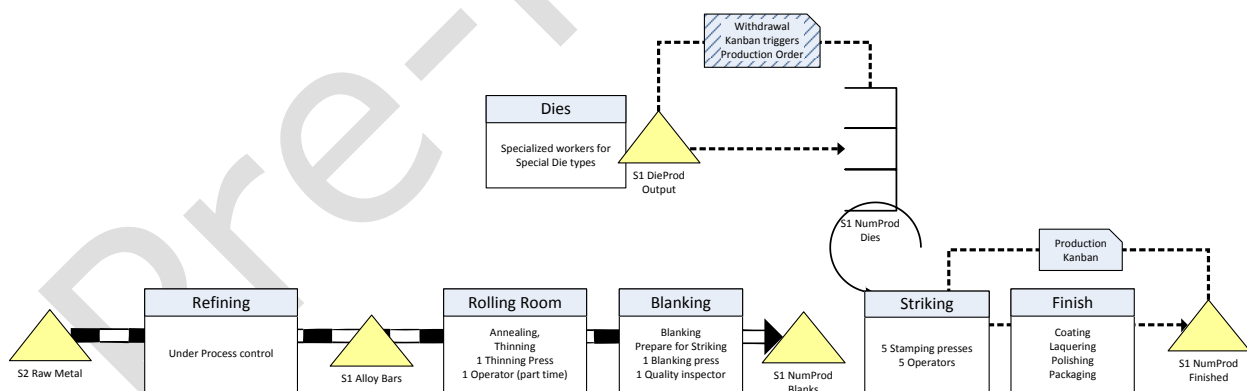 Withdrawal
Kanban triggers
Production Order
Dies
Specialized workers for
Special Die types
S1 DieProd
Output
S1 NumProd
Dies
Production
Kanban
Refining
Under Process control
Rolling Room
Annealing,
Thinning
1 Thinning Press
1 Operator (part time)
Blanking
Blanking
Prepare for Striking
1 Blanking press
1 Quality inspector
Striking
5 Stamping presses
5 Operators
Finish
Coating
Laquering
Polishing
Packaging
S2 Raw Metal
S1 Alloy Bars
S1 NumProd
Blanks
S1 NumProd
Finished
Pre-